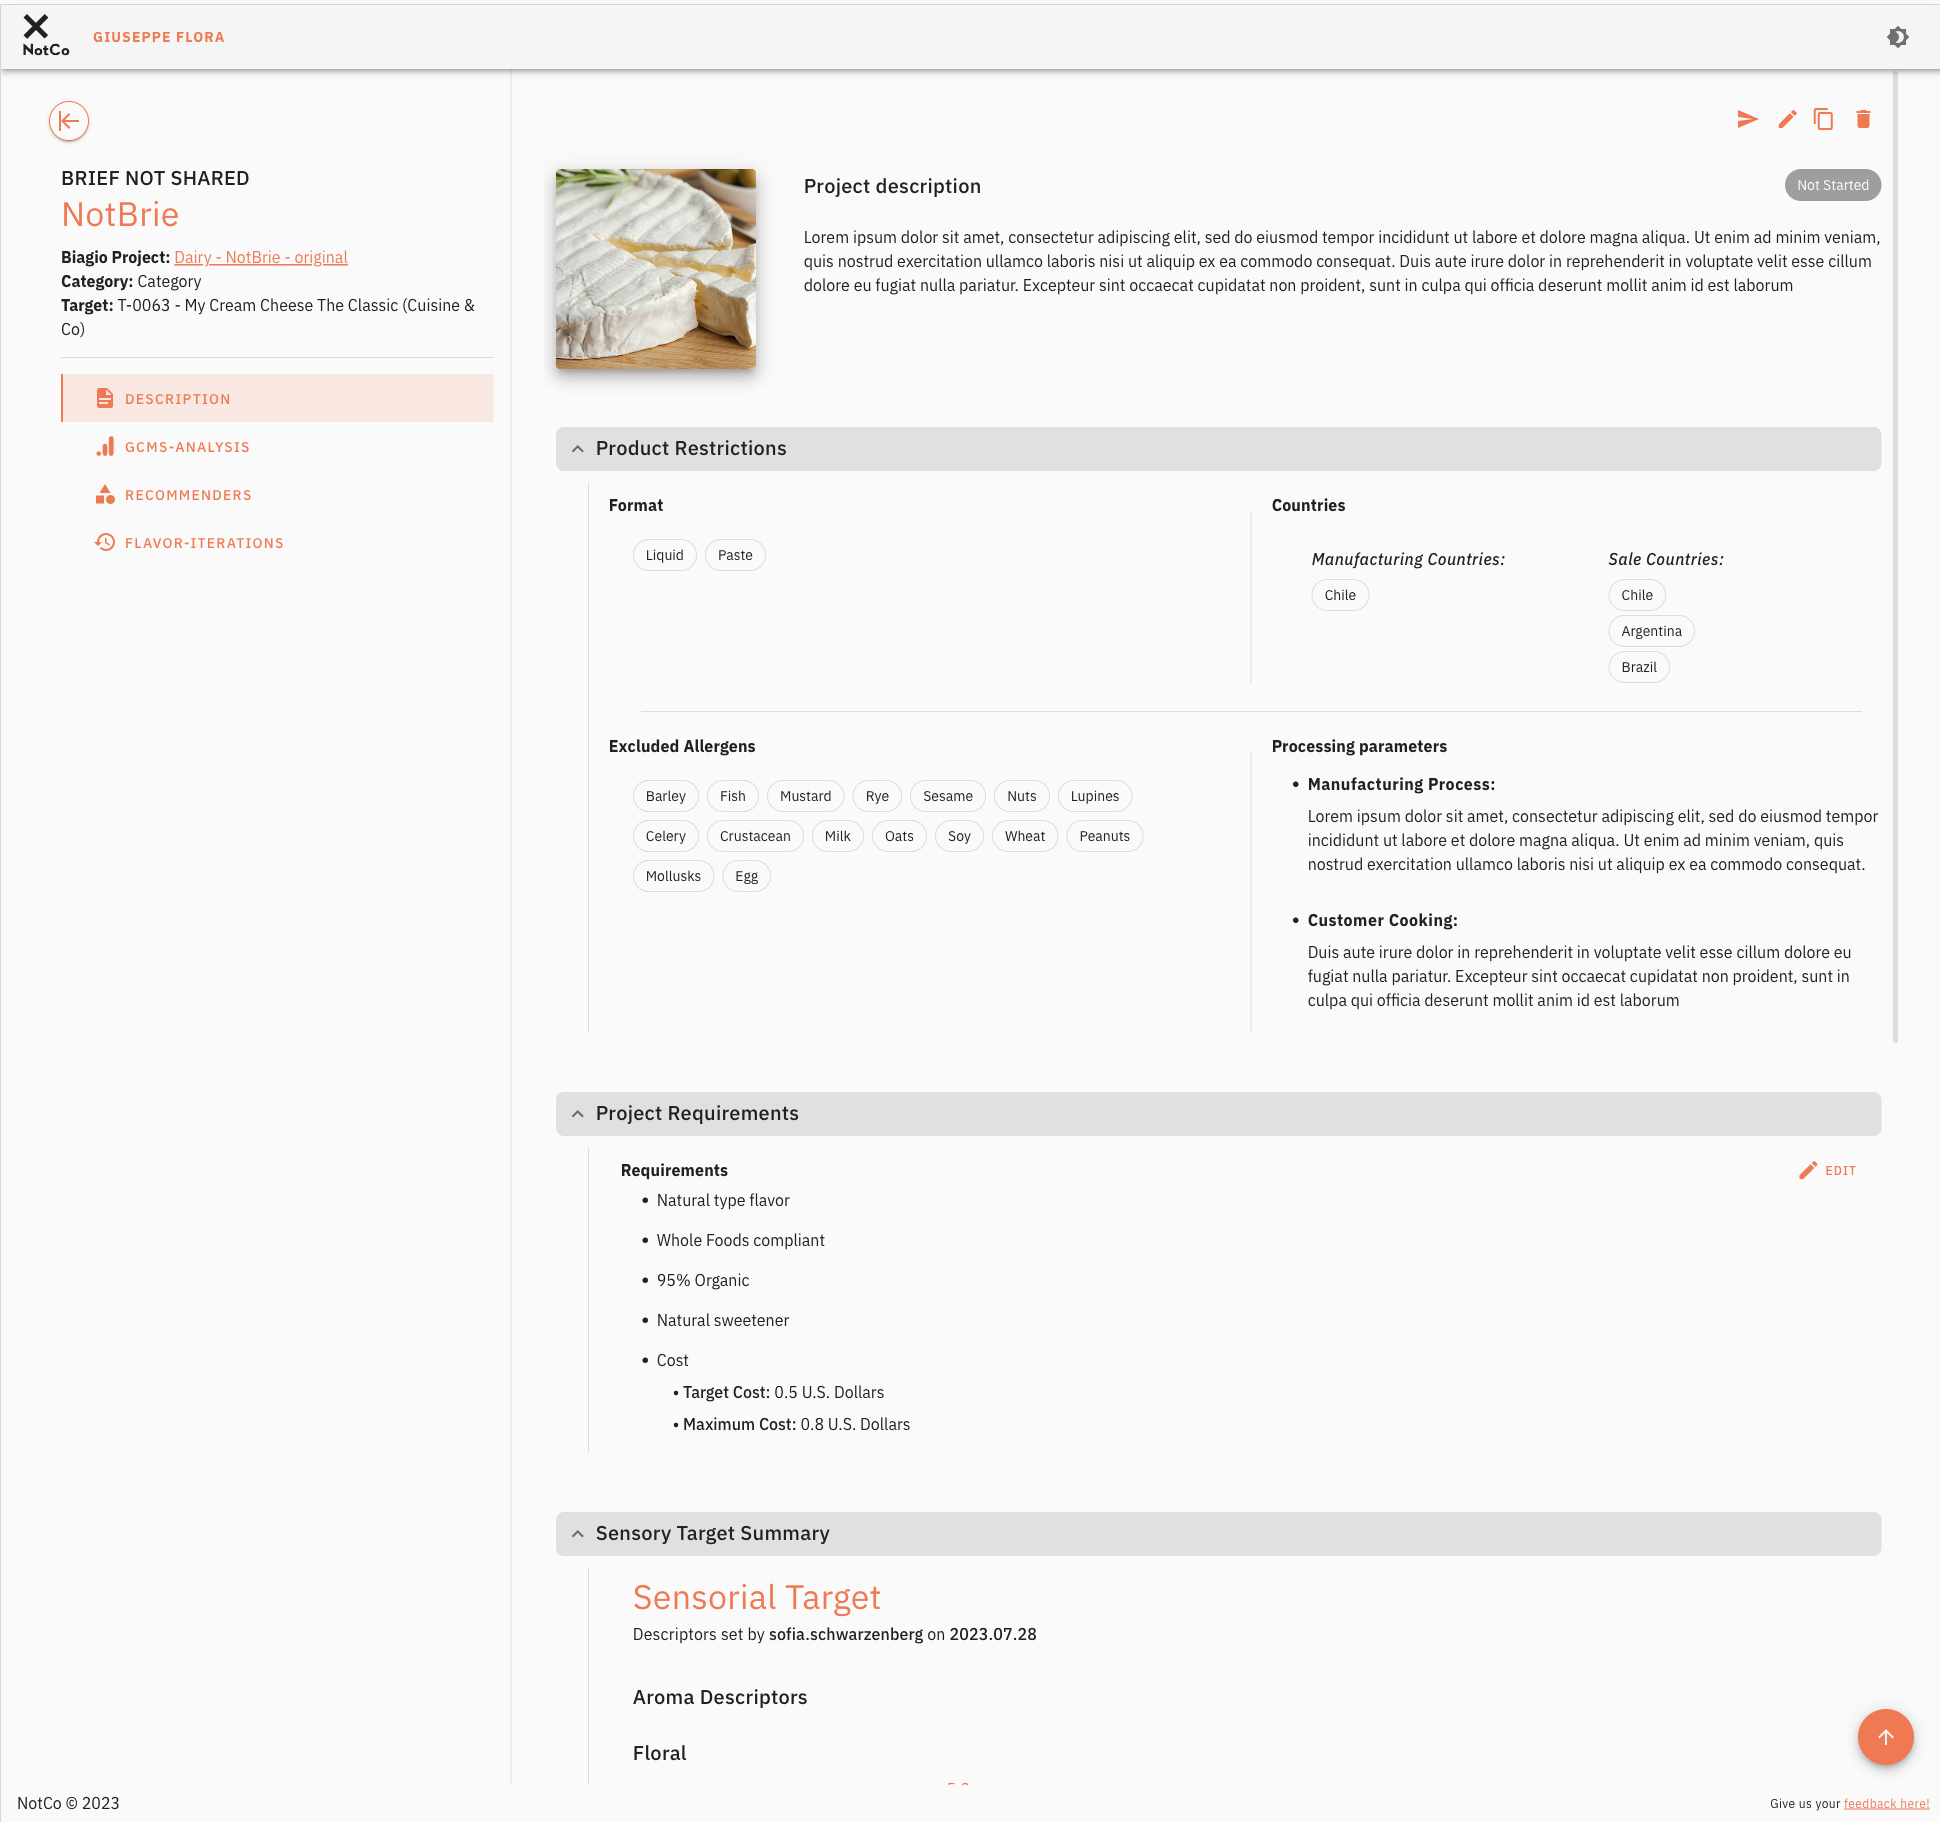 NotCo
GIUSEPPE FLORA
BRIEF NOT SHARED
NotBrie
Biagio Project: Dairy - NotBrie - original
Category: Category
Target: T-0063 - My Cream Cheese The Classic (Cuisine &
Co)
DESCRIPTION
GCMS-ANALYSIS
RECOMMENDERS
FLAVOR-ITERATIONS
Project description
Not Started
Lorem ipsum dolor sit amet, consectetur adipiscing elit, sed do eiusmod tempor incididunt ut labore et dolore magna aliqua. Ut enim ad minim veniam,
quis nostrud exercitation ullamco laboris nisi ut aliquip ex ea commodo consequat. Duis aute irure dolor in reprehenderit in voluptate velit esse cillum
dolore eu fugiat nulla pariatur. Excepteur sint occaecat cupidatat non proident, sunt in culpa qui officia deserunt mollit anim id est laborum
Product Restrictions
Format
Liquid Paste
Countries
Manufacturing Countries:
Chile
Sale Countries:
Chile
Argentina
Brazil
Excluded Allergens
Barley Fish Mustard Rye Sesame Nuts Lupines
Celery Crustacean Milk Oats Soy Wheat Peanuts
Mollusks Egg
Processing parameters
• Manufacturing Process:
Lorem ipsum dolor sit amet, consectetur adipiscing elit, sed do eiusmod tempor
incididunt ut labore et dolore magna aliqua. Ut enim ad minim veniam, quis
nostrud exercitation ullamco laboris nisi ut aliquip ex ea commodo consequat.
• Customer Cooking:
Duis aute irure dolor in reprehenderit in voluptate velit esse cillum dolore eu
fugiat nulla pariatur. Excepteur sint occaecat cupidatat non proident, sunt in
culpa qui officia deserunt mollit anim id est laborum
Project Requirements
Requirements
EDIT
• Natural type flavor
• Whole Foods compliant
• 95% Organic
• Natural sweetener
• Cost
• Target Cost: 0.5 U.S. Dollars
• Maximum Cost: 0.8 U.S. Dollars
Sensory Target Summary
Sensorial Target
Descriptors set by sofia.schwarzenberg on 2023.07.28
Aroma Descriptors
Floral
NotCo © 2023
Give us your feedback here!